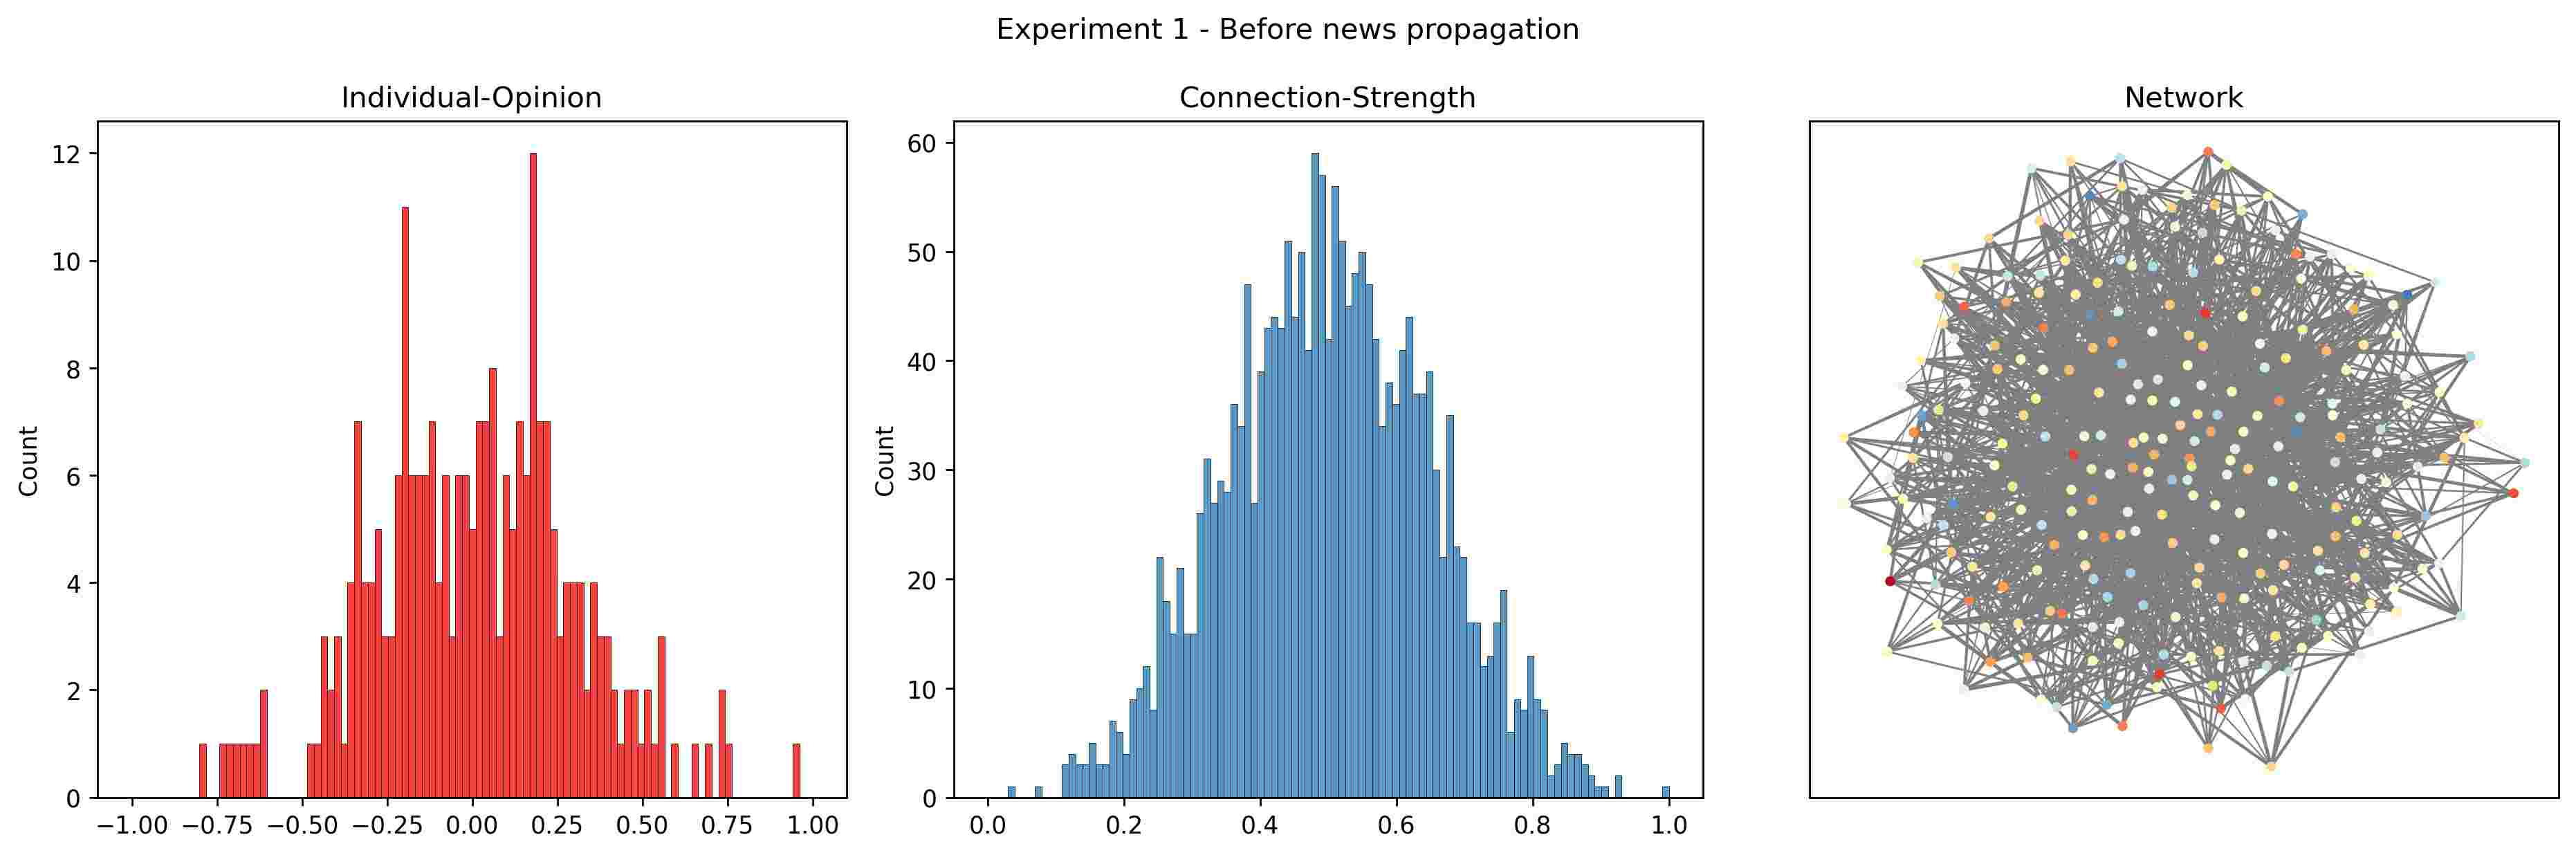 Experiment 1 - Before news propagation
Individual-Opinion
Count
12
10
8
6
4
2
0
−1.00 −0.75 −0.50 −0.25 0.00 0.25 0.50 0.75 1.00
Connection-Strength
Count
60
50
40
30
20
10
0
0.0 0.2 0.4 0.6 0.8 1.0
Network